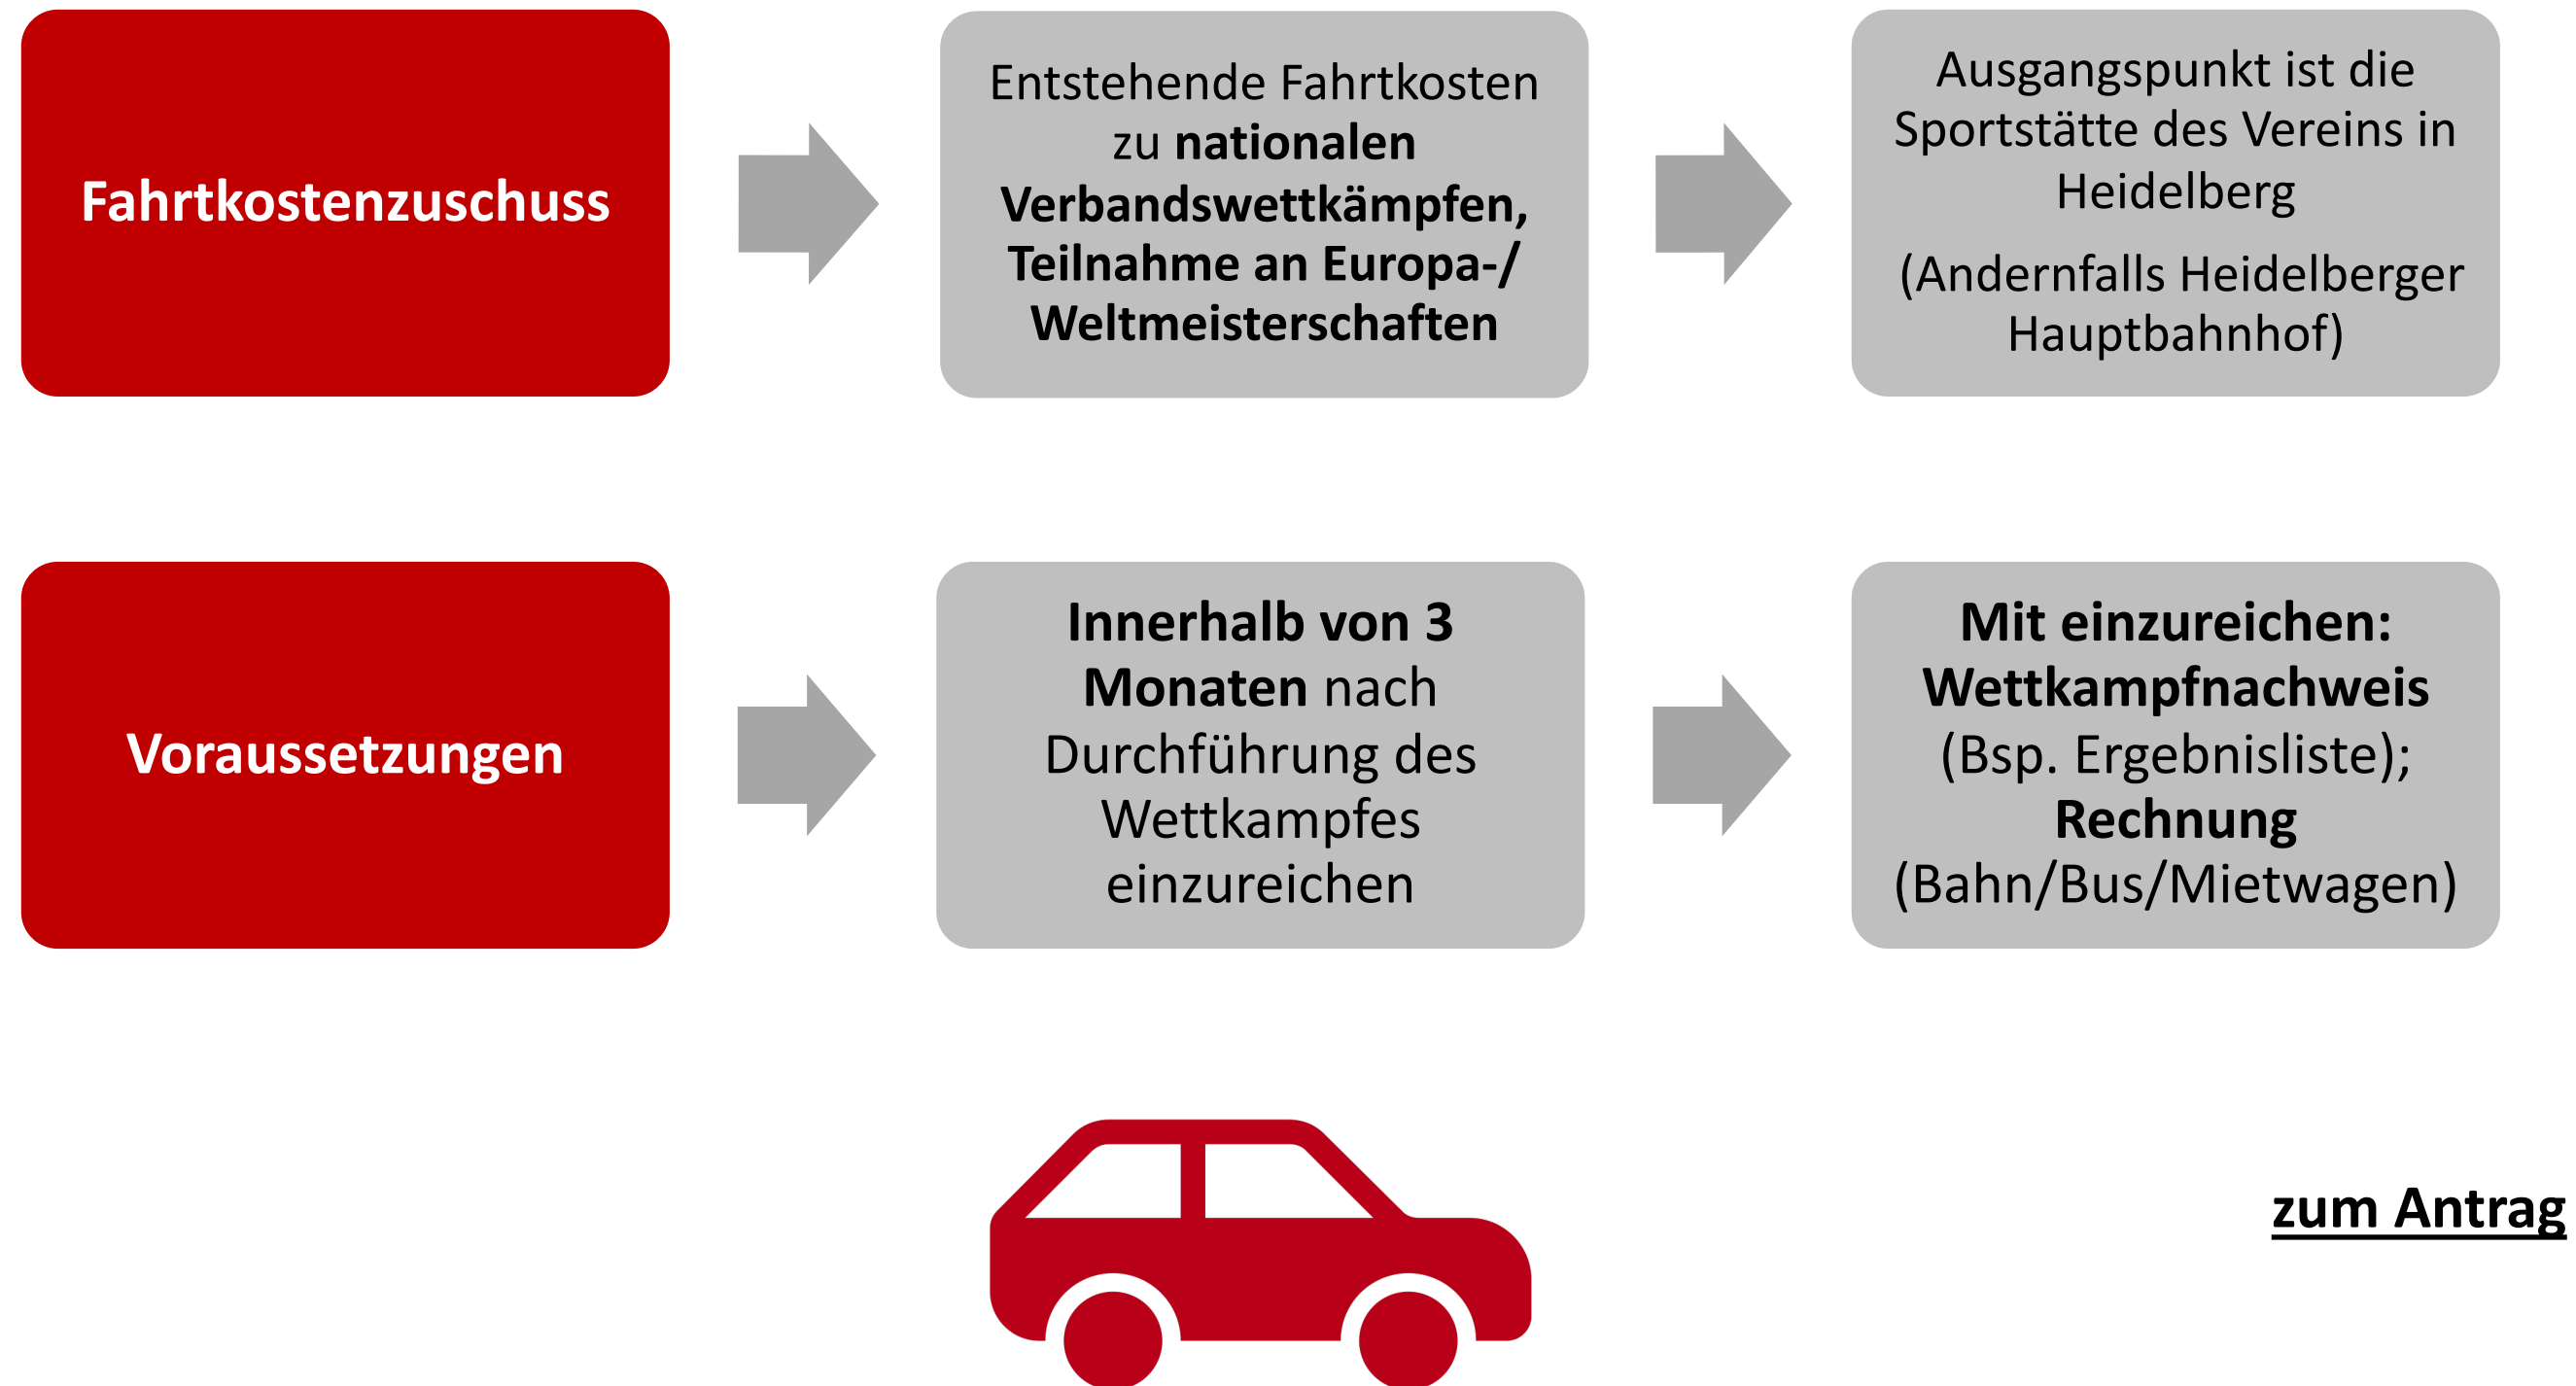 Fahrtkostenzuschuss
Entstehende Fahrtkosten
zu nationalen
Verbandswettkämpfen,
Teilnahme an Europa-/
Weltmeisterschaften
Ausgangspunkt ist die
Sportstätte des Vereins in
Heidelberg
(Andernfalls Heidelberger
Hauptbahnhof)
Voraussetzungen
Innerhalb von 3
Monaten nach
Durchführung des
Wettkampfes
einzureichen
Mit einzureichen:
Wettkampfnachweis
(Bsp. Ergebnisliste);
Rechnung
(Bahn/Bus/Mietwagen)
zum Antrag